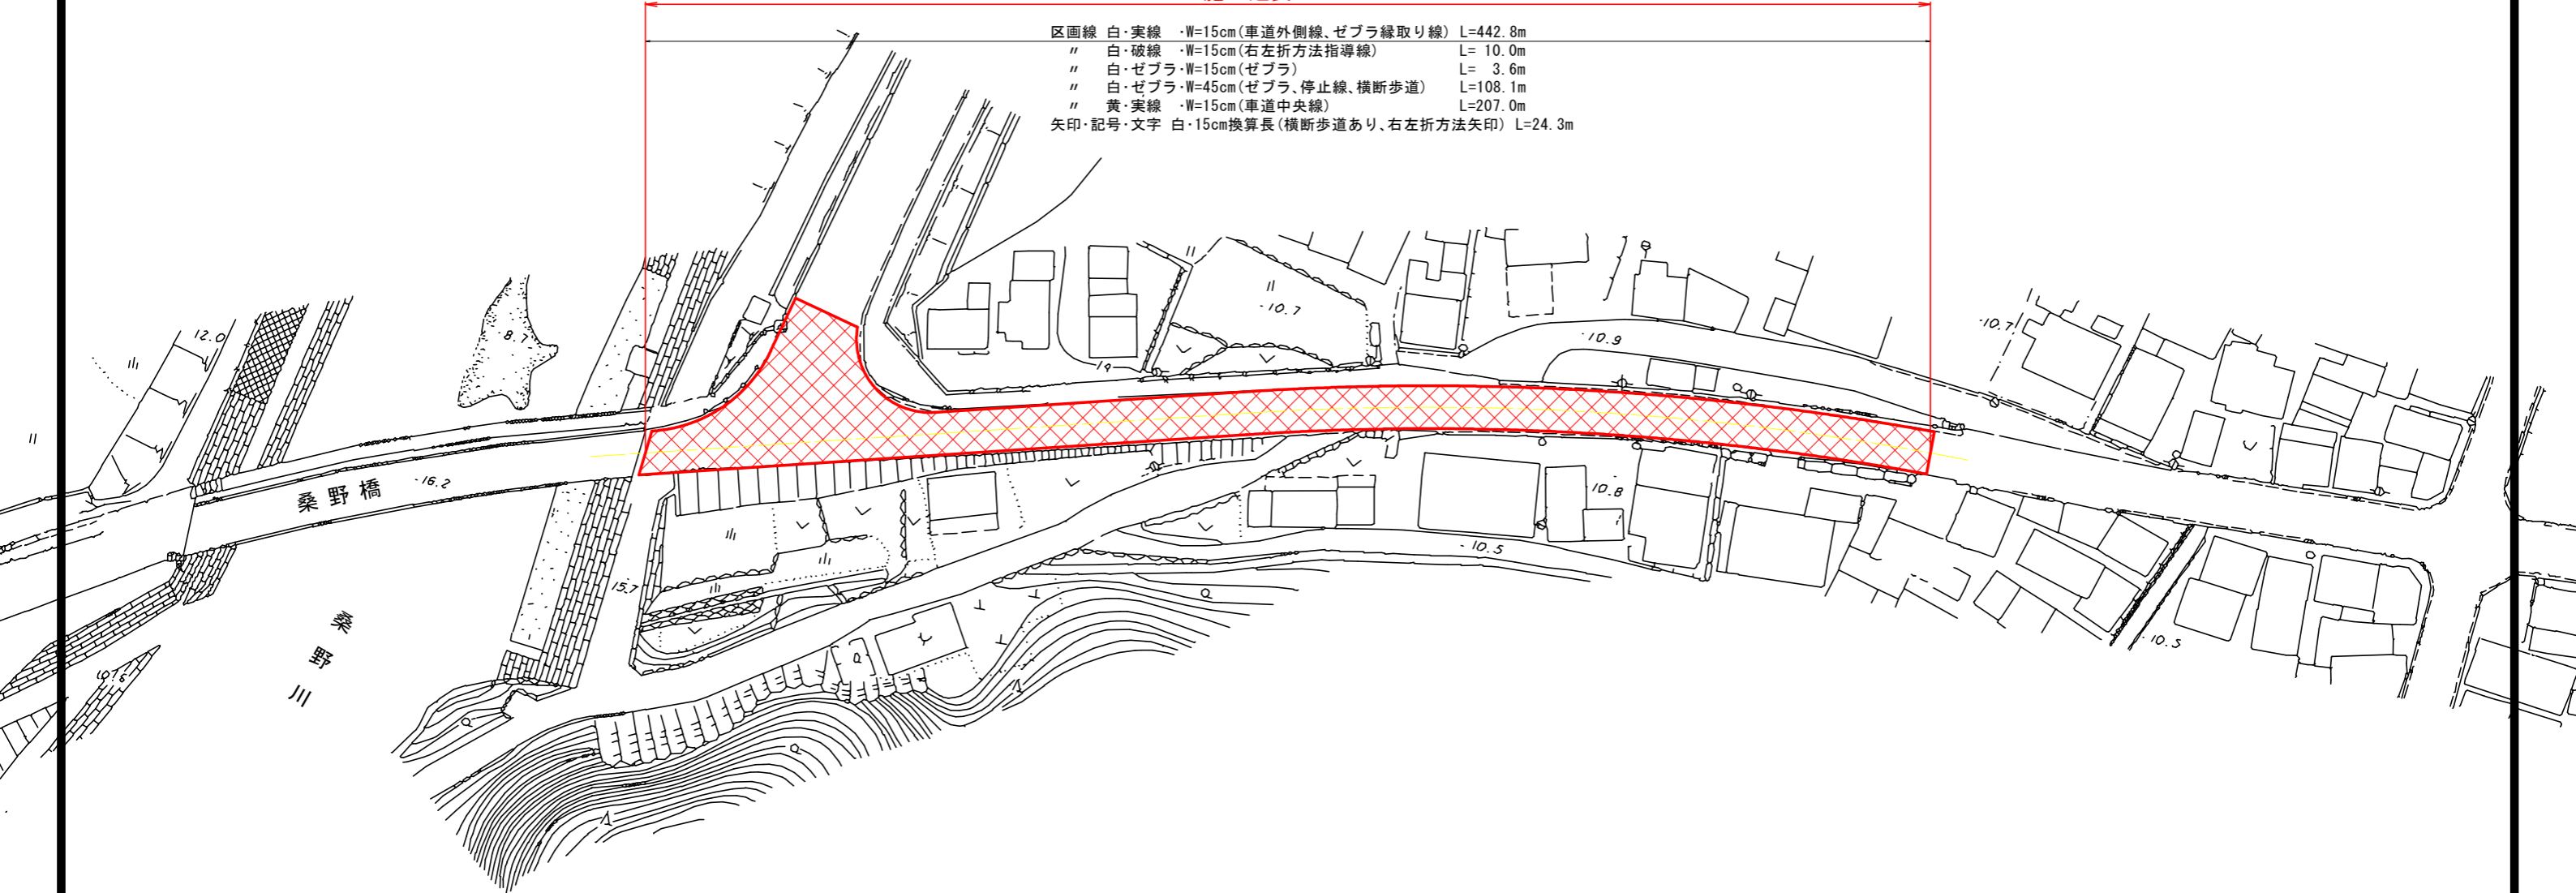 区画線 白・実線 ・W=15cm(車道外側線、ゼブラ縁取り線) L=442.8m
〃 白・破線 ・W=15cm(右左折方法指導線) L= 10.0m
〃 白・ゼブラ・W=15cm(ゼブラ) L= 3.6m
〃 白・ゼブラ・W=45cm(ゼブラ、停止線、横断歩道) L=108.1m
〃 黄・実線 ・W=15cm(車道中央線) L=207.0m
矢印・記号・文字 白・15cm換算長(横断歩道あり、右左折方法矢印) L=24.3m
12.0
8.7
10.7
10.9
10.7
桑野橋
16.2
10.8
10.5
15.7
桑野川
10.5
10.6